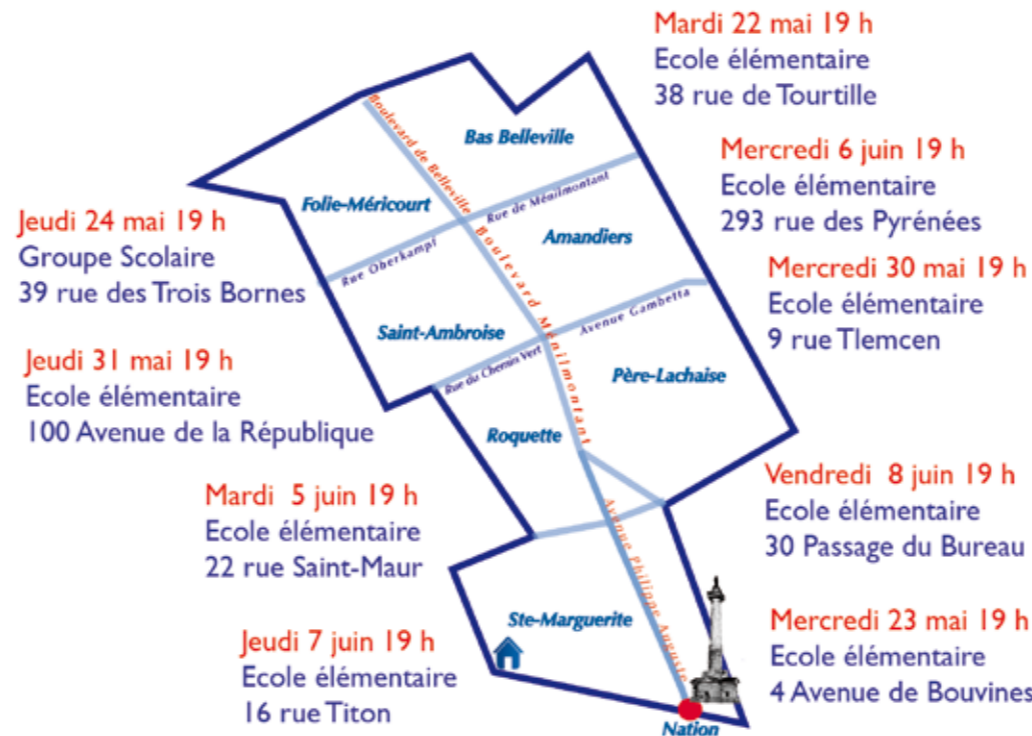 Mardi 22 mai 19 h
Ecole élémentaire
38 rue de Tourtille
Mercredi 6 juin 19 h
Ecole élémentaire
293 rue des Pyrénées
Mercredi 30 mai 19 h
Ecole élémentaire
9 rue Tlemcen
Vendredi 8 juin 19 h
Ecole élémentaire
30 Passage du Bureau
Mercredi 23 mai 19 h
Ecole élémentaire
4 Avenue de Bouvines
Jeudi 24 mai 19 h
Groupe Scolaire
39 rue des Trois Bornes
Jeudi 31 mai 19 h
Ecole élémentaire
100 Avenue de la République
Mardi 5 juin 19 h
Ecole élémentaire
22 rue Saint-Maur
Jeudi 7 juin 19 h
Ecole élémentaire
16 rue Titon
Bas Belleville
Boulevard de Belleville
Folie-Méricourt
Rue de Ménilmontant
Rue Oberkampf
Amandiers
Boulevard Ménilmontant
Saint-Ambroise
Avenue Gambetta
Rue du Chemin Vert
Père-Lachaise
Roquette
Avenue Philippe Auguste
Ste-Marguerite
Nation